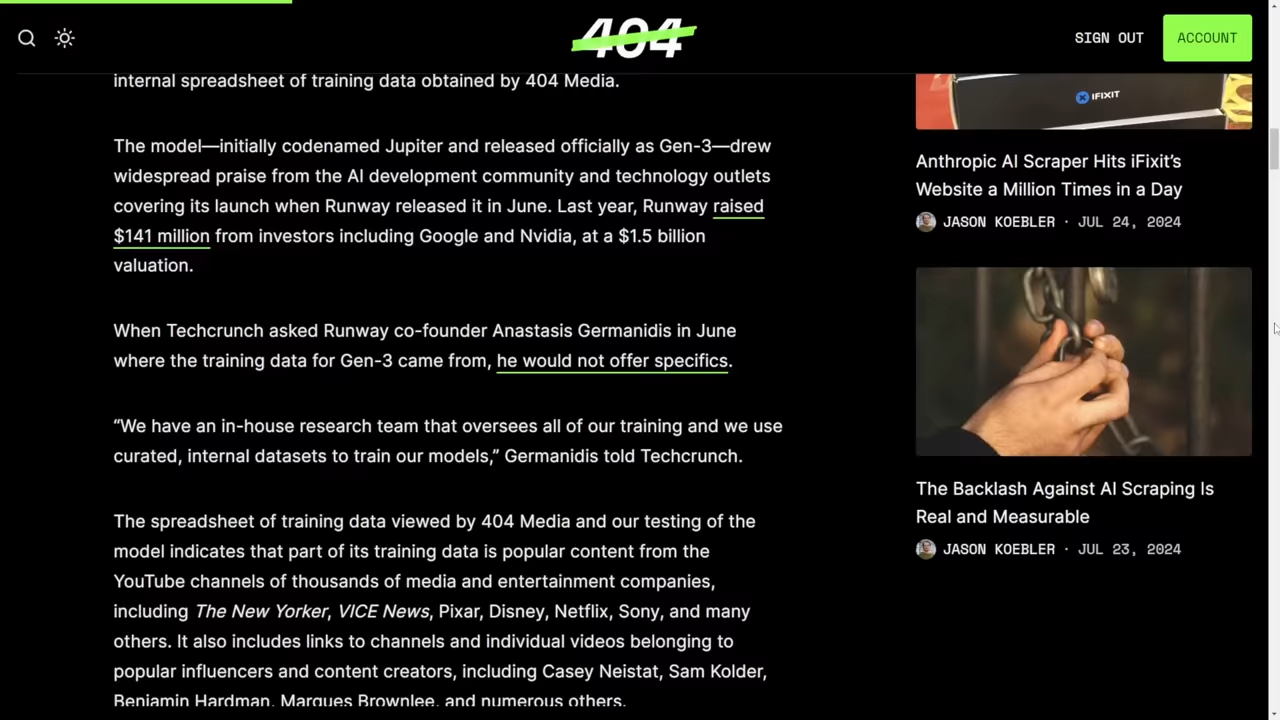 404
SIGN OUT
ACCOUNT
internal spreadsheet of training data obtained by 404 Media.
The model—initially codenamed Jupiter and released officially as Gen-3—drew
widespread praise from the AI development community and technology outlets
covering its launch when Runway released it in June. Last year, Runway raised
$141 million from investors including Google and Nvidia, at a $1.5 billion
valuation.
When Techcrunch asked Runway co-founder Anastasis Germanidis in June
where the training data for Gen-3 came from, he would not offer specifics.
“We have an in-house research team that oversees all of our training and we use
curated, internal datasets to train our models,” Germanidis told Techcrunch.
The spreadsheet of training data viewed by 404 Media and our testing of the
model indicates that part of its training data is popular content from the
YouTube channels of thousands of media and entertainment companies,
including The New Yorker, VICE News, Pixar, Disney, Netflix, Sony, and many
others. It also includes links to channels and individual videos belonging to
popular influencers and content creators, including Casey Neistat, Sam Kolder,
Benjamin Hardman, Marques Brownlee, and numerous others.
IFIXIT
Anthropic AI Scraper Hits iFixit’s
Website a Million Times in a Day
JASON KOEBLER · JUL 24, 2024
The Backlash Against AI Scraping Is
Real and Measurable
JASON KOEBLER · JUL 23, 2024